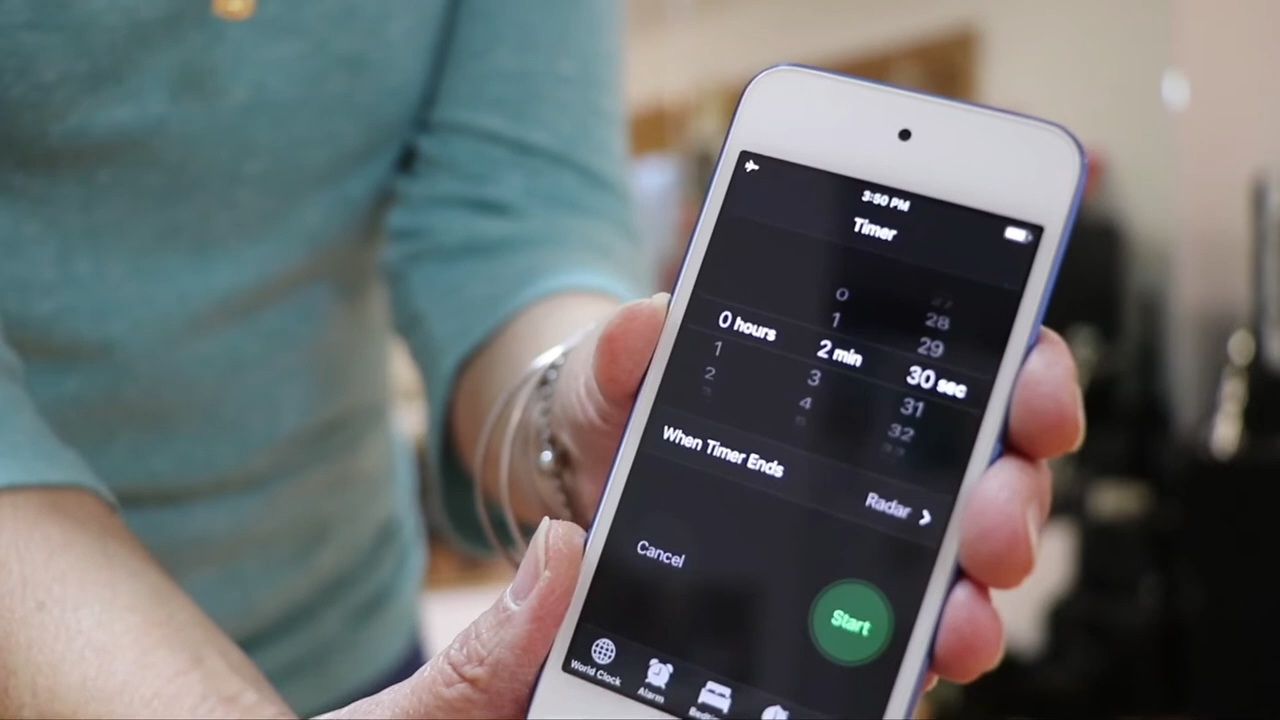 3:50 PM
Timer
0 27
1 28
29
0 hours 2 min 30 sec
1 3 31
2 4 32
When Timer Ends
Radar
Cancel
Start
World Clock
Alarm